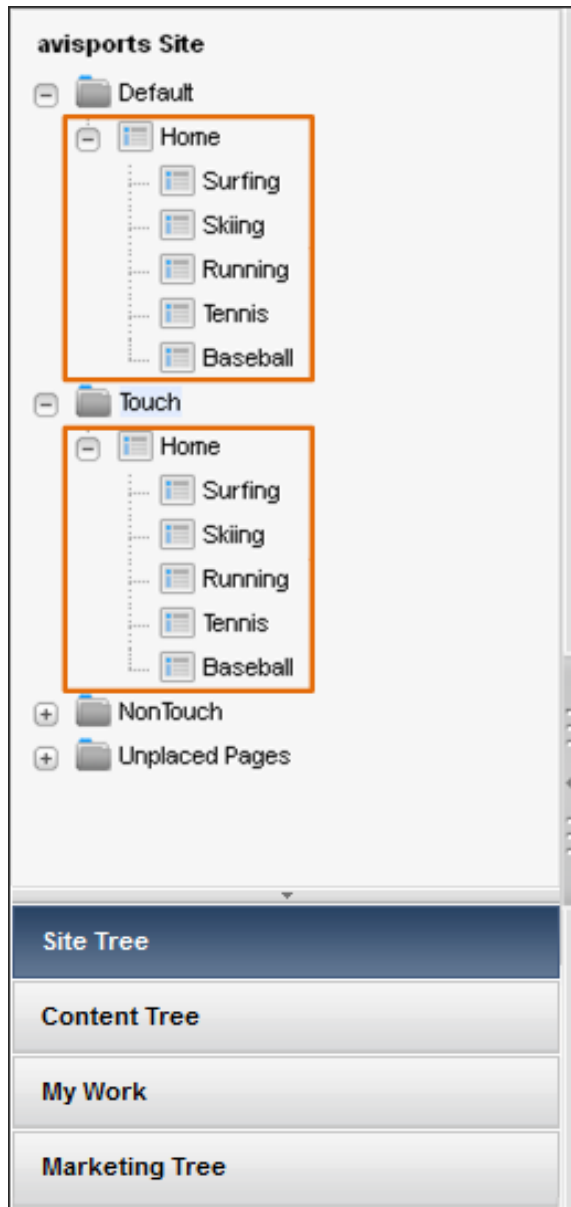 avisports Site
Default
Home
Surfing
Skiing
Running
Tennis
Baseball
Touch
Home
Surfing
Skiing
Running
Tennis
Baseball
NonTouch
Unplaced Pages
Site Tree
Content Tree
My Work
Marketing Tree